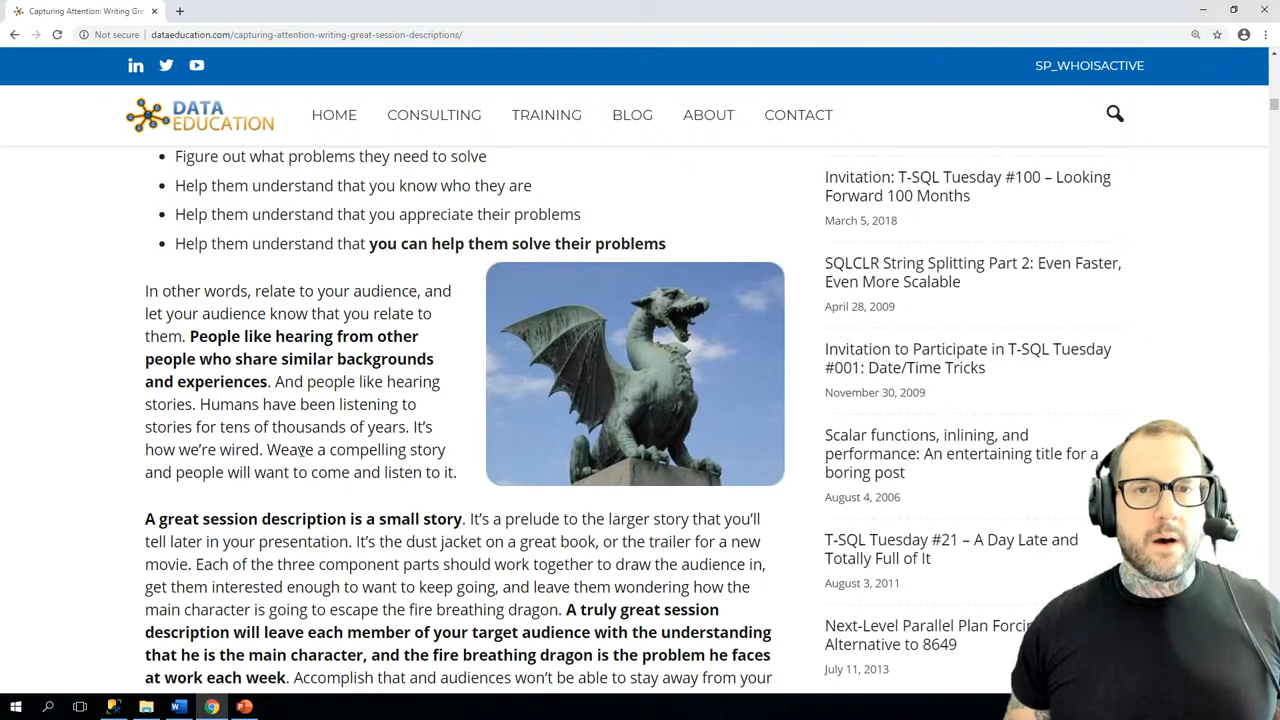 Capturing Attention: Writing Gre
Not secure | dataeducation.com/capturing-attention-writing-great-session-descriptions/
SP_WHOISACTIVE
DATA EDUCATION
HOME CONSULTING TRAINING BLOG ABOUT CONTACT
• Figure out what problems they need to solve
• Help them understand that you know who they are
• Help them understand that you appreciate their problems
• Help them understand that you can help them solve their problems
In other words, relate to your audience, and
let your audience know that you relate to
them. People like hearing from other
people who share similar backgrounds
and experiences. And people like hearing
stories. Humans have been listening to
stories for tens of thousands of years. It's
how we're wired. Weave a compelling story
and people will want to come and listen to it.
A great session description is a small story. It's a prelude to the larger story that you'll
tell later in your presentation. It's the dust jacket on a great book, or the trailer for a new
movie. Each of the three component parts should work together to draw the audience in,
get them interested enough to want to keep going, and leave them wondering how the
main character is going to escape the fire breathing dragon. A truly great session
description will leave each member of your target audience with the understanding
that he is the main character, and the fire breathing dragon is the problem he faces
at work each week. Accomplish that and audiences won't be able to stay away from your
Invitation: T-SQL Tuesday #100 – Looking
Forward 100 Months
March 5, 2018
SQLCLR String Splitting Part 2: Even Faster,
Even More Scalable
April 28, 2009
Invitation to Participate in T-SQL Tuesday
#001: Date/Time Tricks
November 30, 2009
Scalar functions, inlining, and
performance: An entertaining title for a
boring post
August 4, 2006
T-SQL Tuesday #21 – A Day Late and
Totally Full of It
August 3, 2011
Next-Level Parallel Plan
Alternative to 8649
July 11, 2013